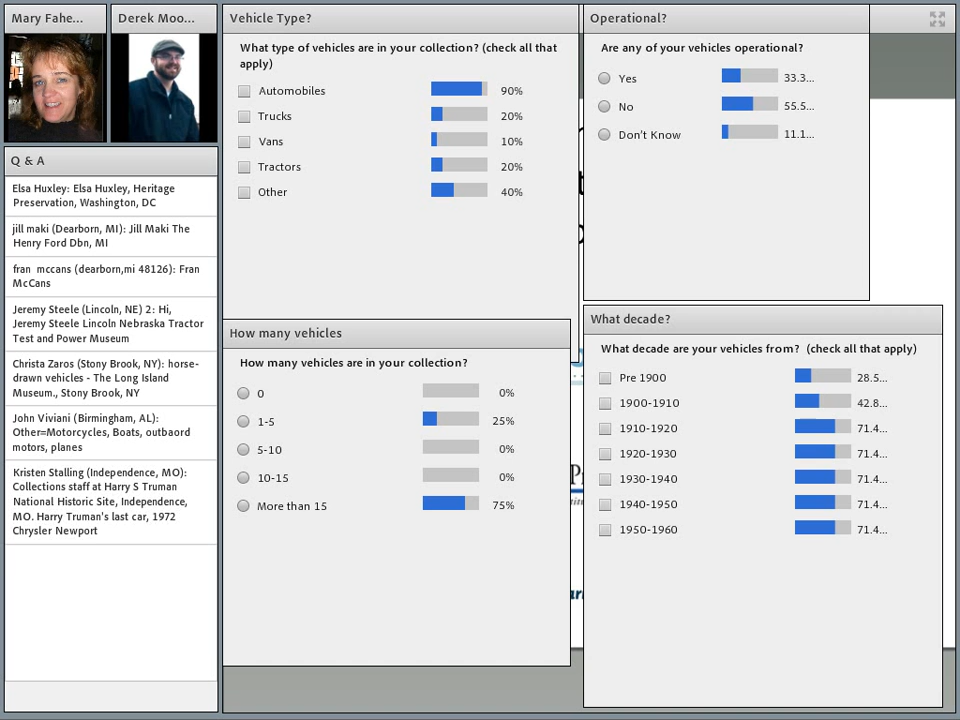 Mary Fahe...
Derek Moo...
Q & A
Elsa Huxley: Elsa Huxley, Heritage
Preservation, Washington, DC
jill maki (Dearborn, MI): Jill Maki The
Henry Ford Dbn, MI
fran  mccans (dearborn,mi 48126): Fran
McCans
Jeremy Steele (Lincoln, NE) 2: Hi,
Jeremy Steele Lincoln Nebraska Tractor
Test and Power Museum
Christa Zaros (Stony Brook, NY): horse-
drawn vehicles - The Long Island
Museum., Stony Brook, NY
John Viviani (Birmingham, AL):
Other=Motorcycles, Boats, outbaord
motors, planes
Kristen Stalling (Independence, MO):
Collections staff at Harry S Truman
National Historic Site, Independence,
MO. Harry Truman's last car, 1972
Chrysler Newport
Vehicle Type?
What type of vehicles are in your collection? (check all that
apply)
Automobiles 90%
Trucks 20%
Vans 10%
Tractors 20%
Other 40%
Operational?
Are any of your vehicles operational?
Yes 33.3...
No 55.5...
Don't Know 11.1...
How many vehicles
How many vehicles are in your collection?
0 0%
1-5 25%
5-10 0%
10-15 0%
More than 15 75%
What decade?
What decade are your vehicles from?  (check all that apply)
Pre 1900 28.5...
1900-1910 42.8...
1910-1920 71.4...
1920-1930 71.4...
1930-1940 71.4...
1940-1950 71.4...
1950-1960 71.4...